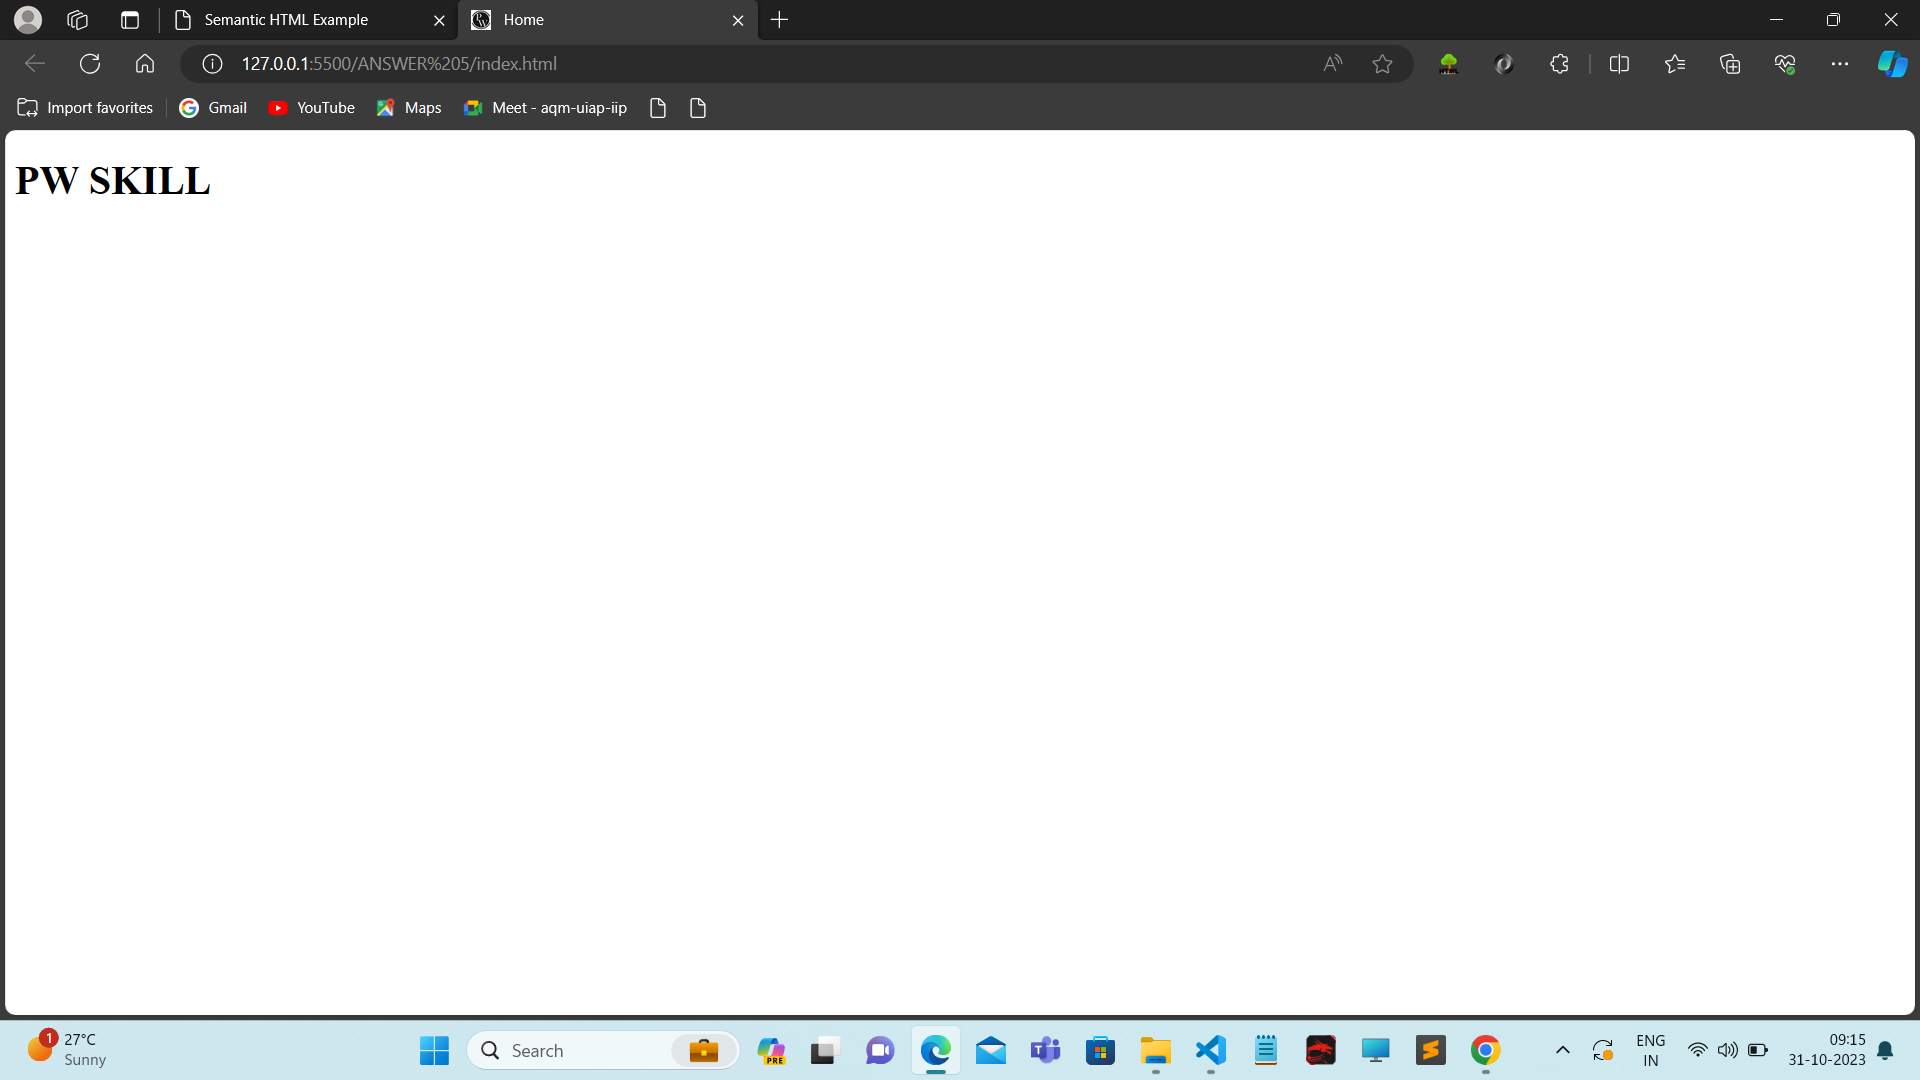 Semantic HTML Example
Home
127.0.0.1:5500/ANSWER%205/index.html
Import favorites
Gmail
YouTube
Maps
Meet - aqm-uiap-iip
PW SKILL
1
27°C
Sunny
Search
PRE
ENG
IN
09:15
31-10-2023